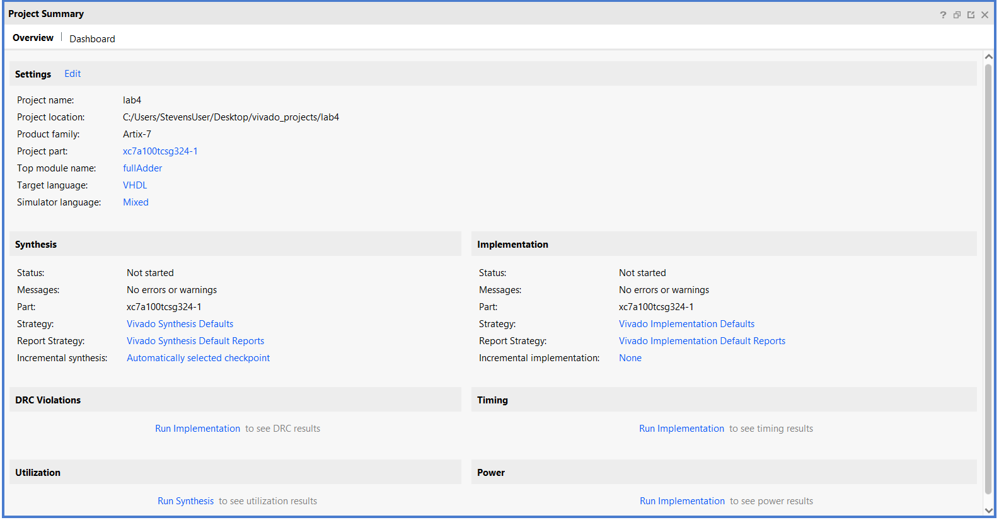 Project Summary
Overview | Dashboard
Settings Edit
Project name: lab4
Project location: C:/Users/StevensUser/Desktop/vivado_projects/lab4
Product family: Artix-7
Project part: xc7a100tcsg324-1
Top module name: fullAdder
Target language: VHDL
Simulator language: Mixed
Synthesis
Status: Not started
Messages: No errors or warnings
Part: xc7a100tcsg324-1
Strategy: Vivado Synthesis Defaults
Report Strategy: Vivado Synthesis Default Reports
Incremental synthesis: Automatically selected checkpoint
Implementation
Status: Not started
Messages: No errors or warnings
Part: xc7a100tcsg324-1
Strategy: Vivado Implementation Defaults
Report Strategy: Vivado Implementation Default Reports
Incremental implementation: None
DRC Violations
Run Implementation to see DRC results
Timing
Run Implementation to see timing results
Utilization
Run Synthesis to see utilization results
Power
Run Implementation to see power results